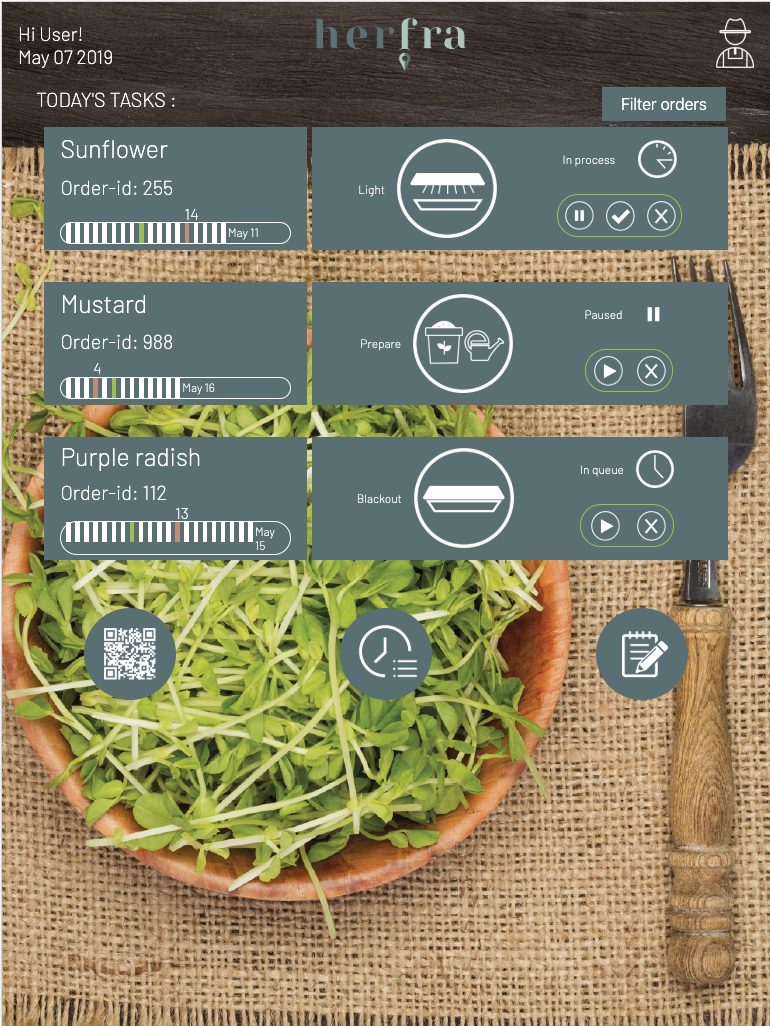 Hi User!
May 07 2019
herfra
TODAY'S TASKS :
Filter orders
Sunflower
Order-id: 255
14
May 11
Light
In process
Mustard
Order-id: 988
4
May 16
Prepare
Paused
Purple radish
Order-id: 112
13
May
15
Blackout
In queue